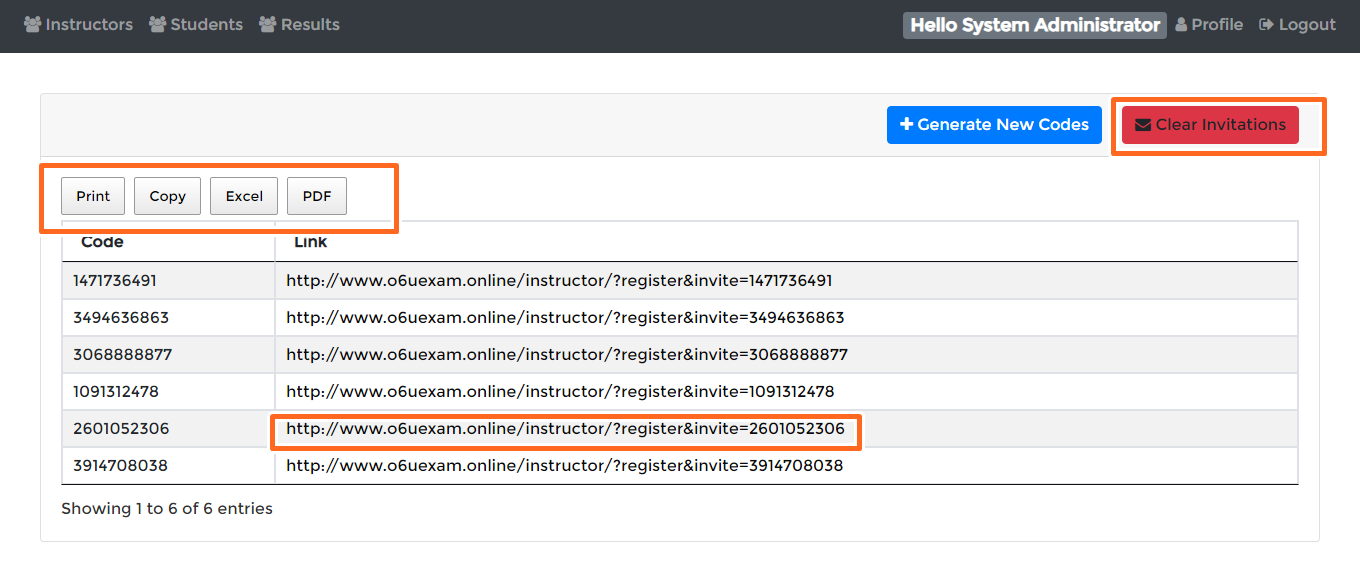 Instructors Students Results Hello System Administrator Profile Logout
Generate New Codes Clear Invitations
Print Copy Excel PDF
Code Link
1471736491 http://www.o6uexam.online/instructor/?register&invite=1471736491
3494636863 http://www.o6uexam.online/instructor/?register&invite=3494636863
3068888877 http://www.o6uexam.online/instructor/?register&invite=3068888877
1091312478 http://www.o6uexam.online/instructor/?register&invite=1091312478
2601052306 http://www.o6uexam.online/instructor/?register&invite=2601052306
3914708038 http://www.o6uexam.online/instructor/?register&invite=3914708038
Showing 1 to 6 of 6 entries